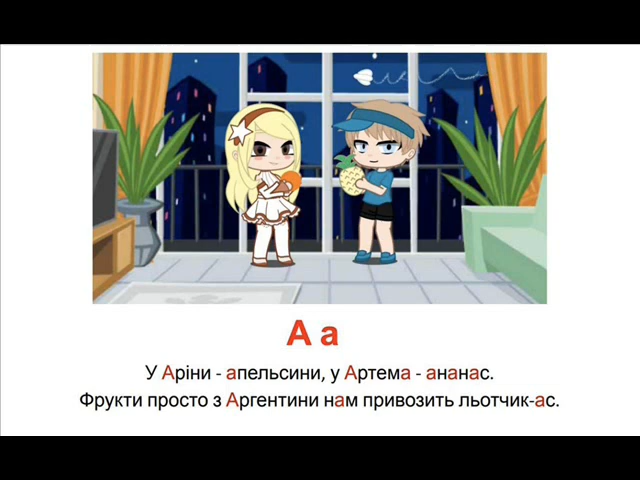 А а
У Аріни - апельсини, у Артема - ананас.
Фрукти просто з Аргентини нам привозить льотчик-ас.